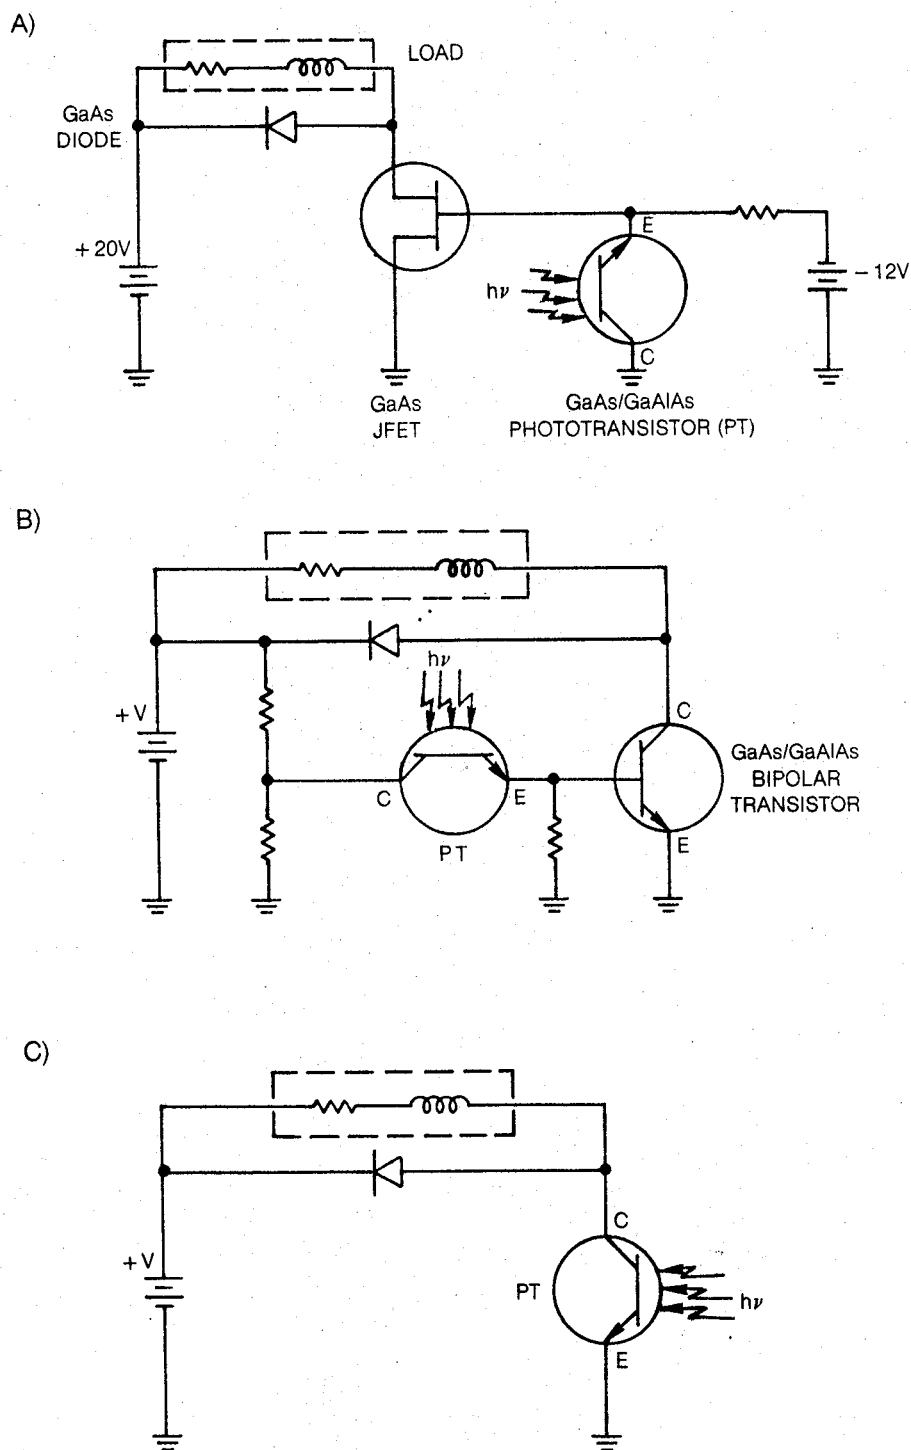 A)
LOAD
GaAs
DIODE
+ 20V
E
hν
− 12V
C
GaAs
JFET
GaAs/GaAlAs
PHOTOTRANSISTOR (PT)
B)
hν
+ V
C
C
E
GaAs/GaAlAs
BIPOLAR
TRANSISTOR
PT
E
C)
C
+V
PT
hν
E